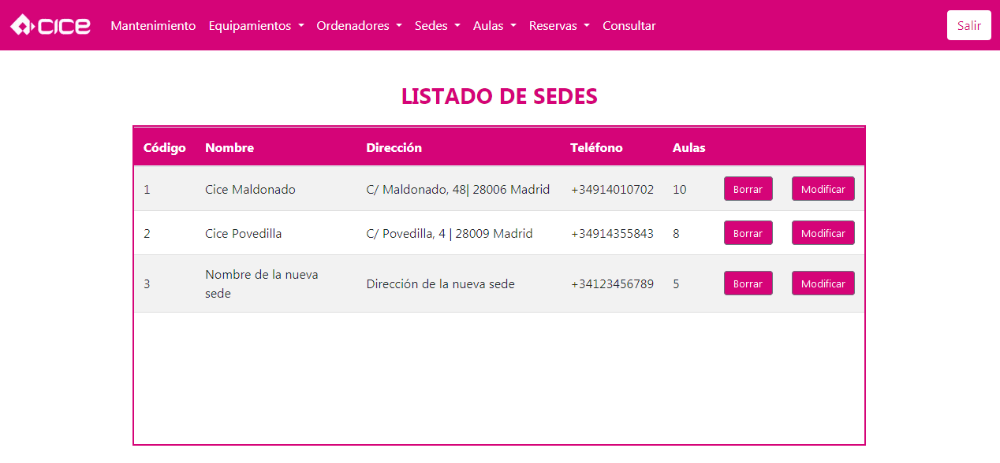 CICE Mantenimiento Equipamientos Ordenadores Sedes Aulas Reservas Consultar Salir
LISTADO DE SEDES
Código Nombre Dirección Teléfono Aulas
1 Cice Maldonado C/ Maldonado, 48| 28006 Madrid +34914010702 10 Borrar Modificar
2 Cice Povedilla C/ Povedilla, 4 | 28009 Madrid +34914355843 8 Borrar Modificar
3 Nombre de la nueva sede Dirección de la nueva sede +34123456789 5 Borrar Modificar